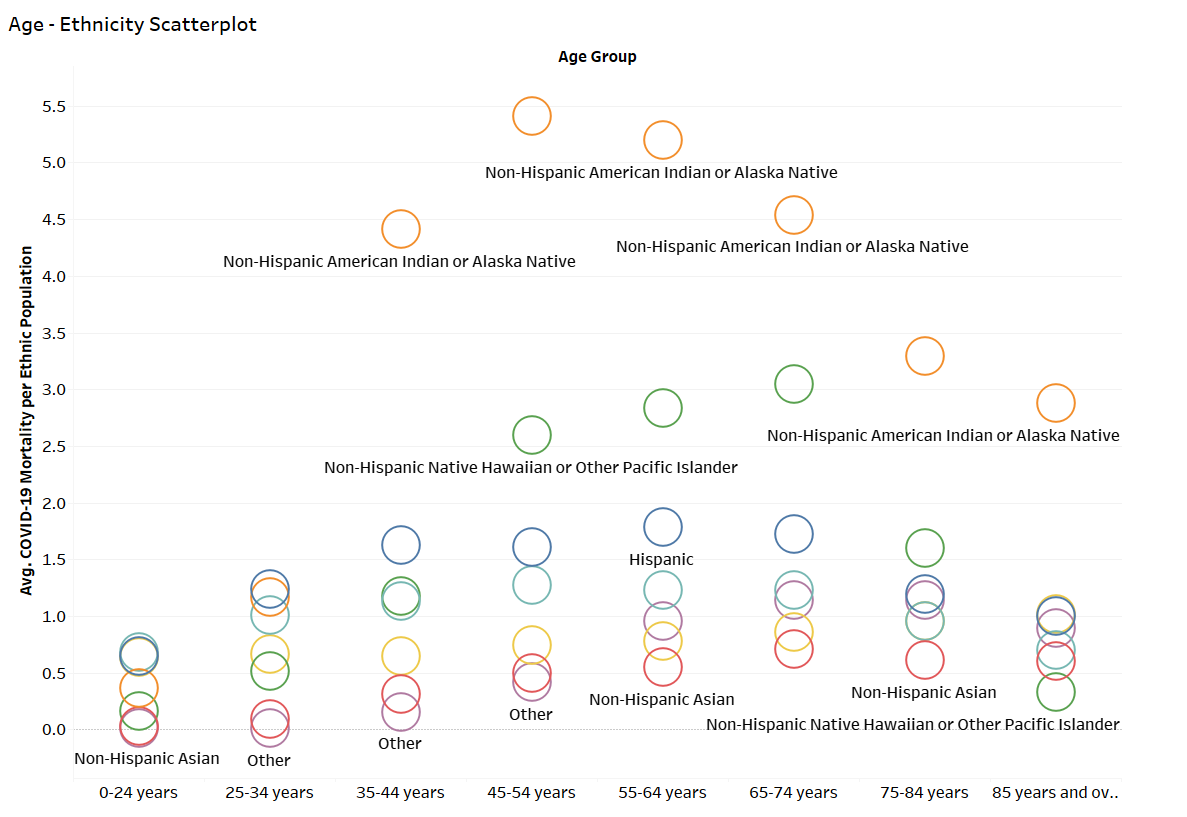 Age - Ethnicity Scatterplot
Age Group
Avg. COVID-19 Mortality per Ethnic Population
5.5
5.0
4.5
4.0
3.5
3.0
2.5
2.0
1.5
1.0
0.5
0.0
Non-Hispanic American Indian or Alaska Native
Non-Hispanic American Indian or Alaska Native
Non-Hispanic American Indian or Alaska Native
Non-Hispanic American Indian or Alaska Native
Non-Hispanic Native Hawaiian or Other Pacific Islander
Hispanic
Non-Hispanic Asian
Non-Hispanic Asian
Other
Non-Hispanic Native Hawaiian or Other Pacific Islander
Other
Non-Hispanic Asian
Other
0-24 years
25-34 years
35-44 years
45-54 years
55-64 years
65-74 years
75-84 years
85 years and ov..